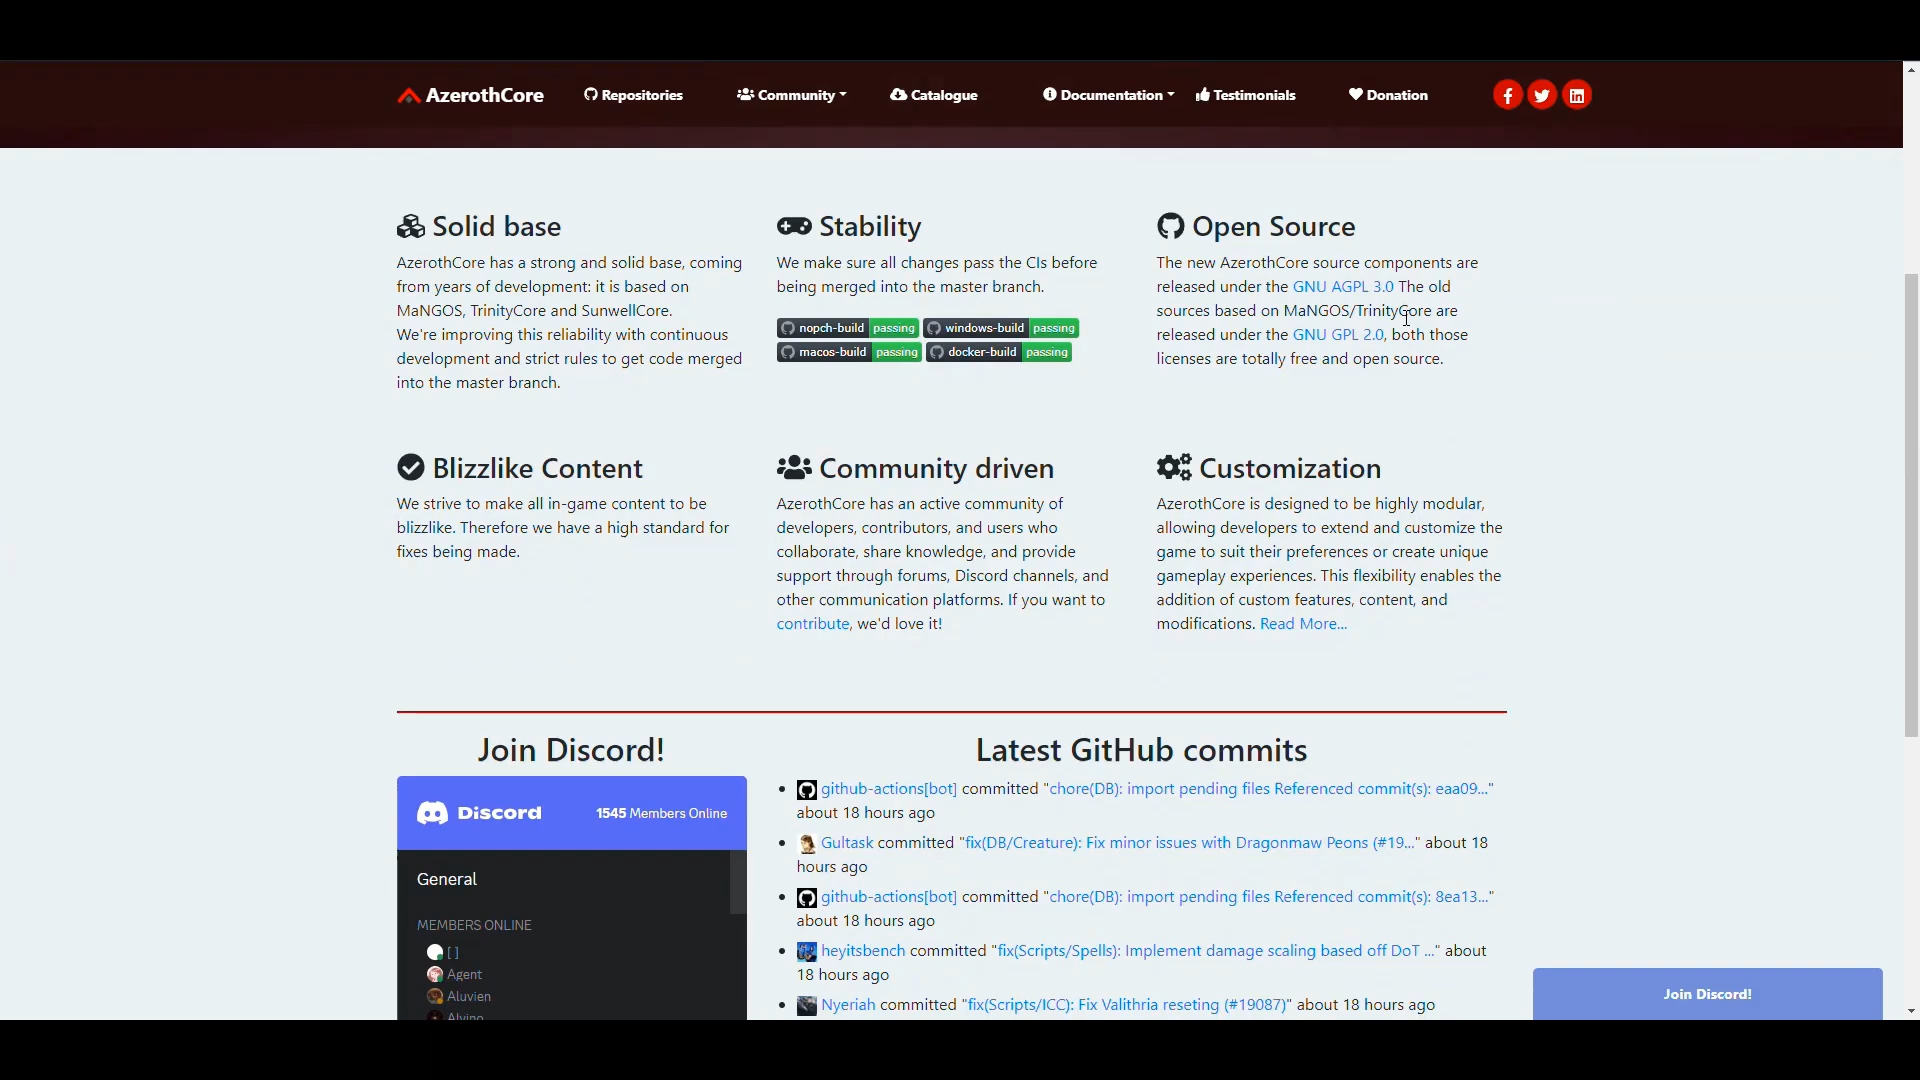 AzerothCore Repositories Community Catalogue Documentation Testimonials Donation
Solid base
AzerothCore has a strong and solid base, coming
from years of development: it is based on
MaNGOS, TrinityCore and SunwellCore.
We're improving this reliability with continuous
development and strict rules to get code merged
into the master branch.
Stability
We make sure all changes pass the CIs before
being merged into the master branch.
nopch-build passing windows-build passing
macos-build passing docker-build passing
Open Source
The new AzerothCore source components are
released under the GNU AGPL 3.0 The old
sources based on MaNGOS/TrinityCore are
released under the GNU GPL 2.0, both those
licenses are totally free and open source.
Blizzlike Content
We strive to make all in-game content to be
blizzlike. Therefore we have a high standard for
fixes being made.
Community driven
AzerothCore has an active community of
developers, contributors, and users who
collaborate, share knowledge, and provide
support through forums, Discord channels, and
other communication platforms. If you want to
contribute, we'd love it!
Customization
AzerothCore is designed to be highly modular,
allowing developers to extend and customize the
game to suit their preferences or create unique
gameplay experiences. This flexibility enables the
addition of custom features, content, and
modifications. Read More...
Join Discord!
Discord 1545 Members Online
General
MEMBERS ONLINE
[ ]
Agent
Aluvien
Alvino
Latest GitHub commits
github-actions[bot] committed "chore(DB): import pending files Referenced commit(s): eaa09..."
about 18 hours ago
Gultask committed "fix(DB/Creature): Fix minor issues with Dragonmaw Peons (#19..." about 18
hours ago
github-actions[bot] committed "chore(DB): import pending files Referenced commit(s): 8ea13..."
about 18 hours ago
heyitsbench committed "fix(Scripts/Spells): Implement damage scaling based off DoT ..." about
18 hours ago
Nyeriah committed "fix(Scripts/ICC): Fix Valithria reseting (#19087)" about 18 hours ago
Join Discord!